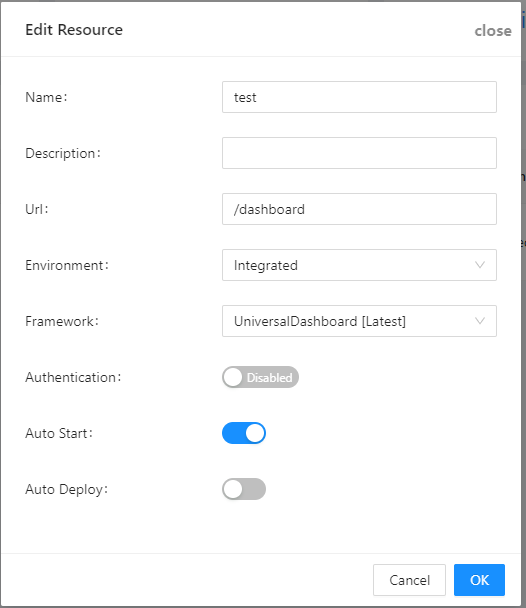 Edit Resource
close
Name:
test
Description:
Url:
/dashboard
Environment:
Integrated
Framework:
UniversalDashboard [Latest]
Authentication:
Disabled
Auto Start:
Auto Deploy:
Cancel
OK